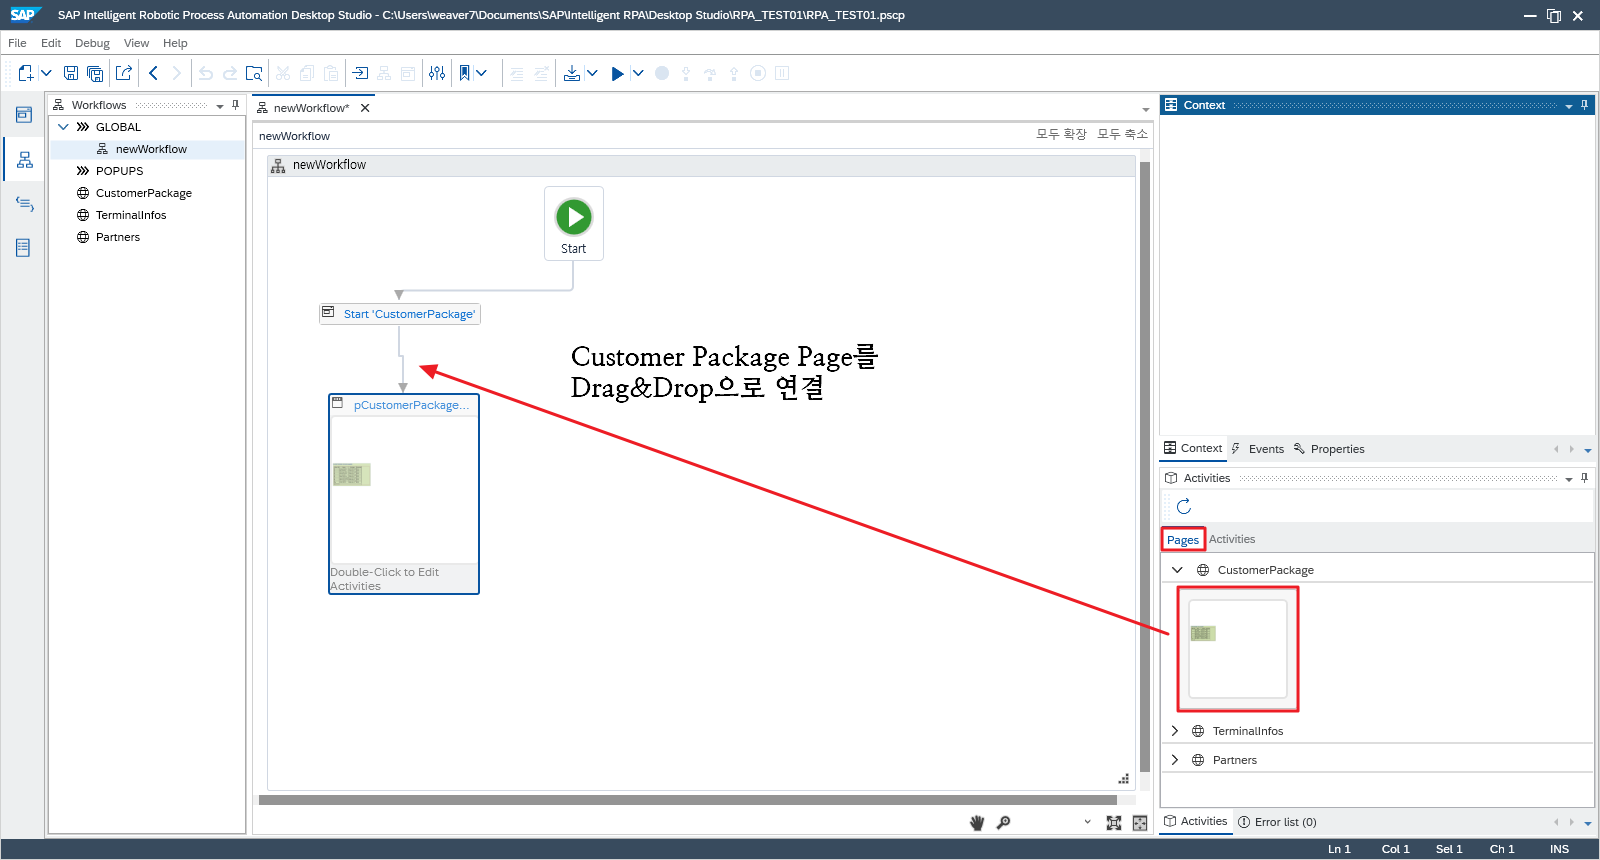 SAP SAP Intelligent Robotic Process Automation Desktop Studio - C:\Users\weaver7\Documents\SAP\Intelligent RPA\Desktop Studio\RPA_TEST01\RPA_TEST01.pscp
File Edit Debug View Help
Workflows
GLOBAL
newWorkflow
POPUPS
CustomerPackage
TerminalInfos
Partners
newWorkflow*
newWorkflow
모두 확장 모두 축소
newWorkflow
Start
Start 'CustomerPackage'
Customer Package Page를
Drag&Drop으로 연결
pCustomerPackage...
Double-Click to Edit
Activities
Context
Context Events Properties
Activities
Pages Activities
CustomerPackage
TerminalInfos
Partners
Activities Error list (0)
Ln 1 Col 1 Sel 1 Ch 1 INS